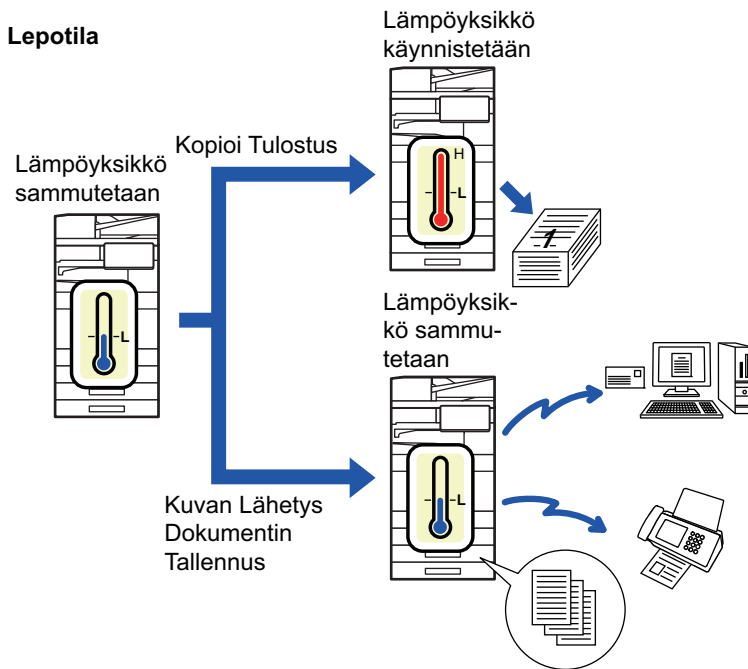 Lepotila
Lämpöyksikkö
sammutetaan
Kopioi Tulostus
Lämpöyksikkö
käynnistetään
H
L
1
L
Lämpöyksik-
kö sammu-
tetaan
L
Kuvan Lähetys
Dokumentin
Tallennus